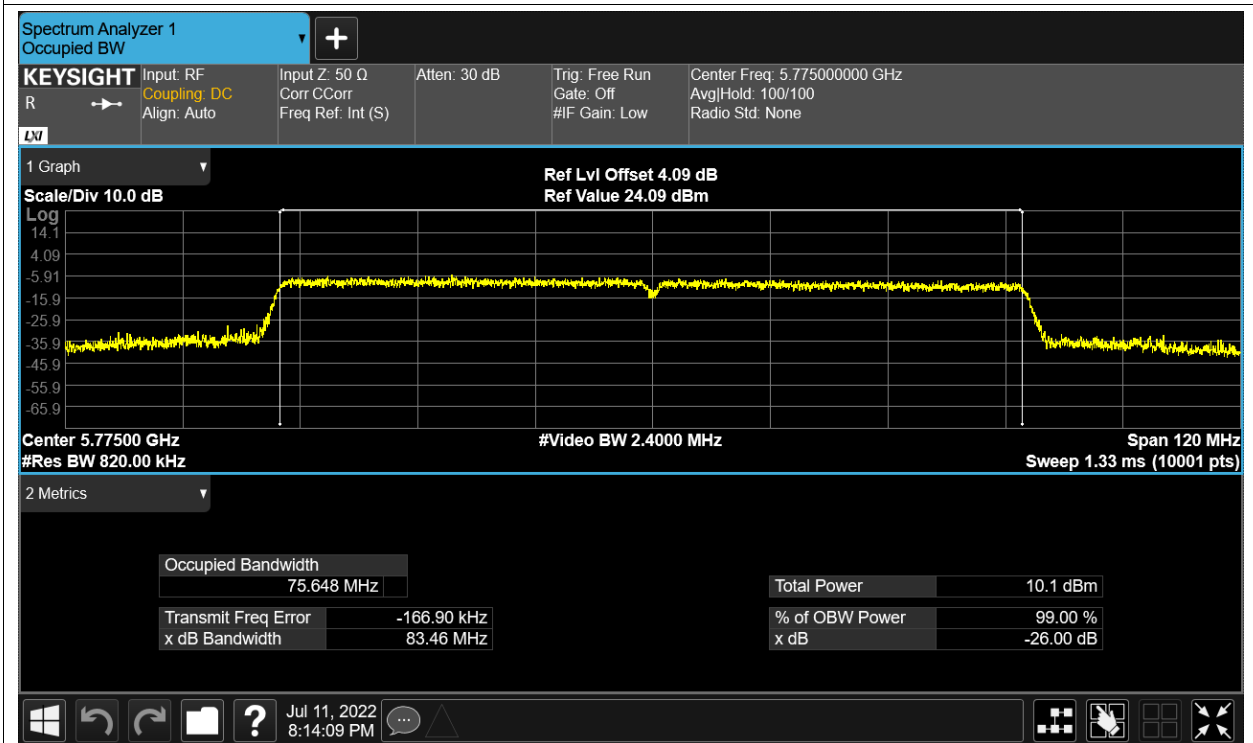 Spectrum Analyzer 1
Occupied BW
KEYSIGHT
R
LXI
Input: RF
Coupling: DC
Align: Auto
Input Z: 50 Ω
Corr CCorr
Freq Ref: Int (S)
Atten: 30 dB
Trig: Free Run
Gate: Off
#IF Gain: Low
Center Freq: 5.775000000 GHz
Avg|Hold: 100/100
Radio Std: None
1 Graph
Scale/Div 10.0 dB
Ref Lvl Offset 4.09 dB
Ref Value 24.09 dBm
Log
14.1
4.09
-5.91
-15.9
-25.9
-35.9
-45.9
-55.9
-65.9
Center 5.77500 GHz
#Video BW 2.4000 MHz
Span 120 MHz
#Res BW 820.00 kHz
Sweep 1.33 ms (10001 pts)
2 Metrics
Occupied Bandwidth
75.648 MHz
Total Power 10.1 dBm
Transmit Freq Error -166.90 kHz
% of OBW Power 99.00 %
x dB Bandwidth 83.46 MHz
x dB -26.00 dB
?
Jul 11, 2022
8:14:09 PM